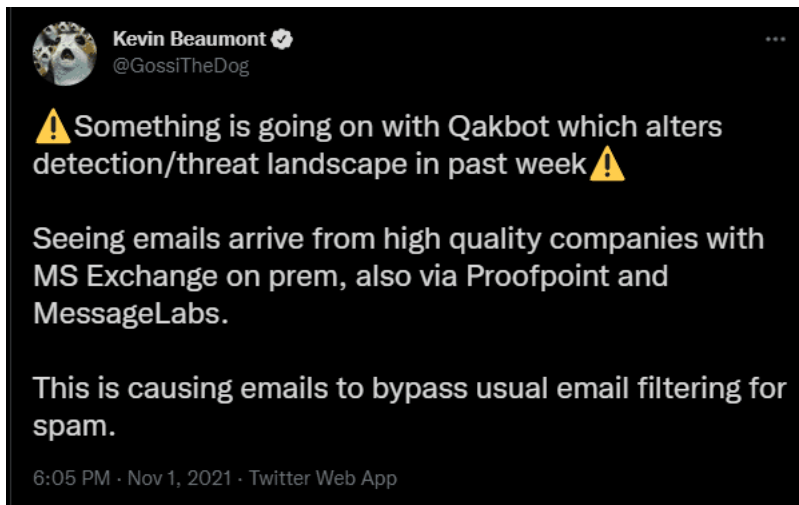 Kevin Beaumont
@GossiTheDog
⚠️Something is going on with Qakbot which alters
detection/threat landscape in past week⚠️
Seeing emails arrive from high quality companies with
MS Exchange on prem, also via Proofpoint and
MessageLabs.
This is causing emails to bypass usual email filtering for
spam.
6:05 PM · Nov 1, 2021 · Twitter Web App